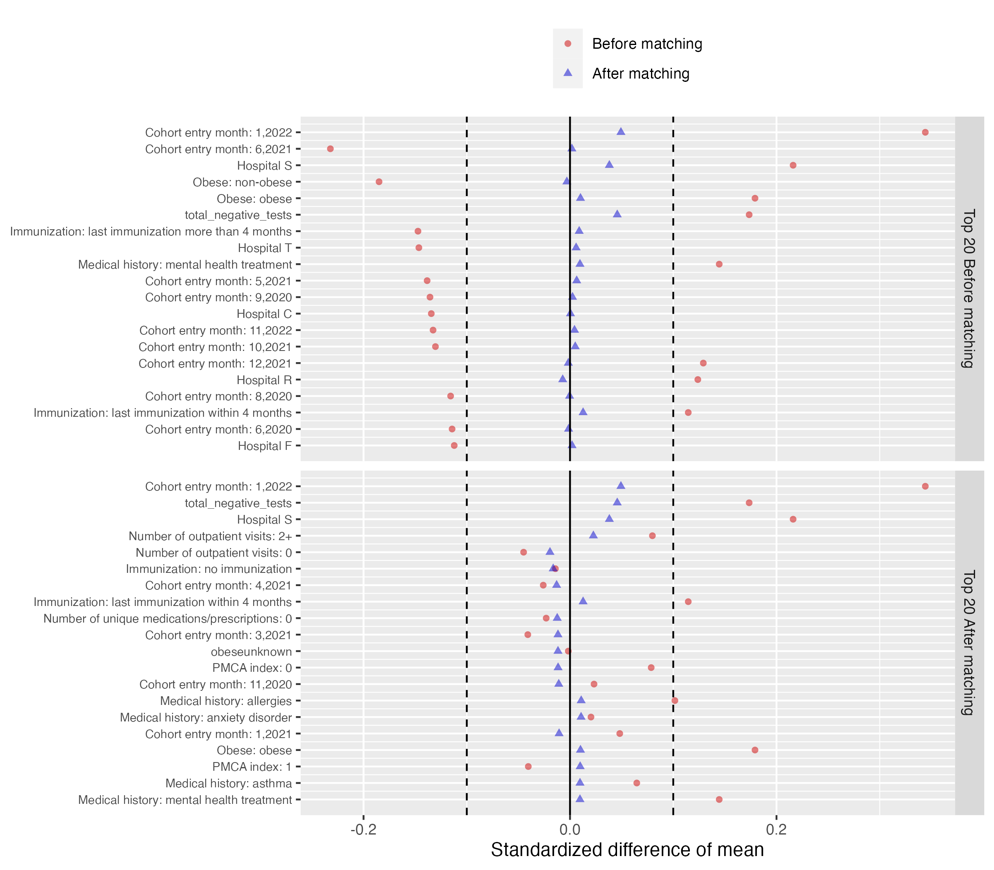 Before matching
After matching
Cohort entry month: 1,2022
Cohort entry month: 6,2021
Hospital S
Obese: non-obese
Obese: obese
total_negative_tests
Immunization: last immunization more than 4 months
Hospital T
Medical history: mental health treatment
Cohort entry month: 5,2021
Cohort entry month: 9,2020
Hospital C
Cohort entry month: 11,2022
Cohort entry month: 10,2021
Cohort entry month: 12,2021
Hospital R
Cohort entry month: 8,2020
Immunization: last immunization within 4 months
Cohort entry month: 6,2020
Hospital F
Top 20 Before matching
Cohort entry month: 1,2022
total_negative_tests
Hospital S
Number of outpatient visits: 2+
Number of outpatient visits: 0
Immunization: no immunization
Cohort entry month: 4,2021
Immunization: last immunization within 4 months
Number of unique medications/prescriptions: 0
Cohort entry month: 3,2021
obeseunknown
PMCA index: 0
Cohort entry month: 11,2020
Medical history: allergies
Medical history: anxiety disorder
Cohort entry month: 1,2021
Obese: obese
PMCA index: 1
Medical history: asthma
Medical history: mental health treatment
Top 20 After matching
-0.2 0.0 0.2
Standardized difference of mean